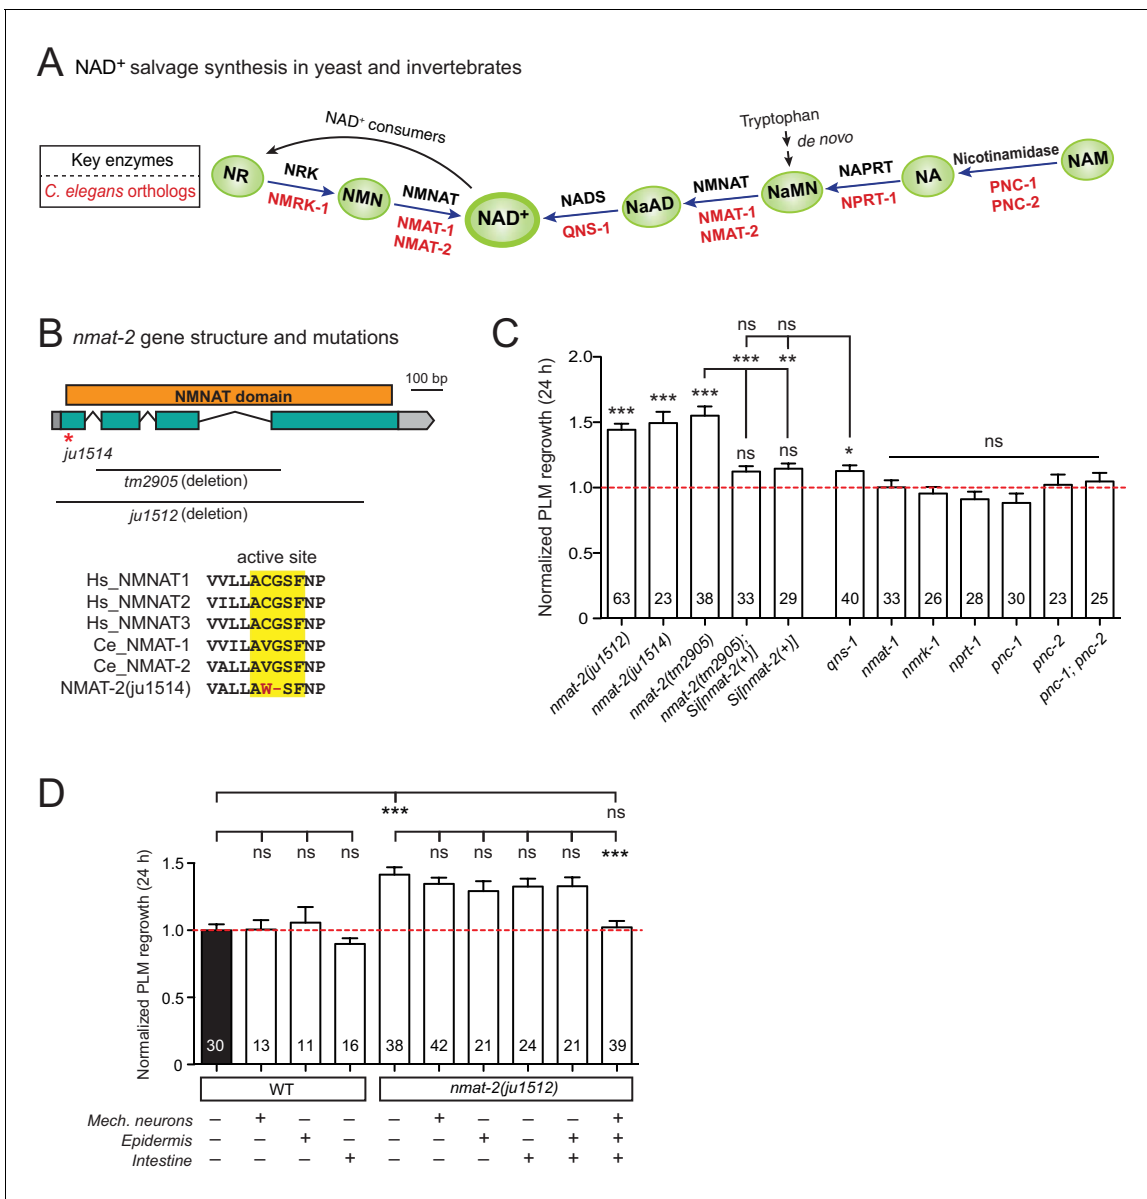 A NAD+ salvage synthesis in yeast and invertebrates
Key enzymes
C. elegans orthologs
NR
NRK
NMRK-1
NMN
NMNAT
NMAT-1
NMAT-2
NAD+ consumers
NAD+
NADS
QNS-1
NaAD
NMNAT
NMAT-1
NMAT-2
Tryptophan
de novo
NaMN
NAPRT
NPRT-1
NA
Nicotinamidase
PNC-1
PNC-2
NAM
B nmat-2 gene structure and mutations
100 bp
NMNAT domain
*
ju1514
tm2905 (deletion)
ju1512 (deletion)
active site
Hs_NMNAT1 VVLLACGSFNP
Hs_NMNAT2 VILLACGSFNP
Hs_NMNAT3 VVLLACGSFNP
Ce_NMAT-1 VVILAVGSFNP
Ce_NMAT-2 VALLAVGSFNP
NMAT-2(ju1514) VALLAW-SFNP
C
Normalized PLM regrowth (24 h)
2.0
1.5
1.0
0.5
0
ns ns
*** **
*** *** *** ns ns *
ns
63 23 38 33 29 40 33 26 28 30 23 25
nmat-2(ju1512)
nmat-2(ju1514)
nmat-2(tm2905)
nmat-2(tm2905);
Si[nmat-2(+)]
Si[nmat-2(+)]
qns-1
nmat-1
nmrk-1
nprt-1
pnc-1
pnc-2
pnc-1; pnc-2
D
Normalized PLM regrowth (24 h)
1.5
1.0
0.5
0
*** ns
ns ns ns ns ns ns ns ***
30 13 11 16 38 42 21 24 21 39
WT nmat-2(ju1512)
Mech. neurons – + – – – + – – – +
Epidermis – – + – – – + – + +
Intestine – – – + – – – + + +